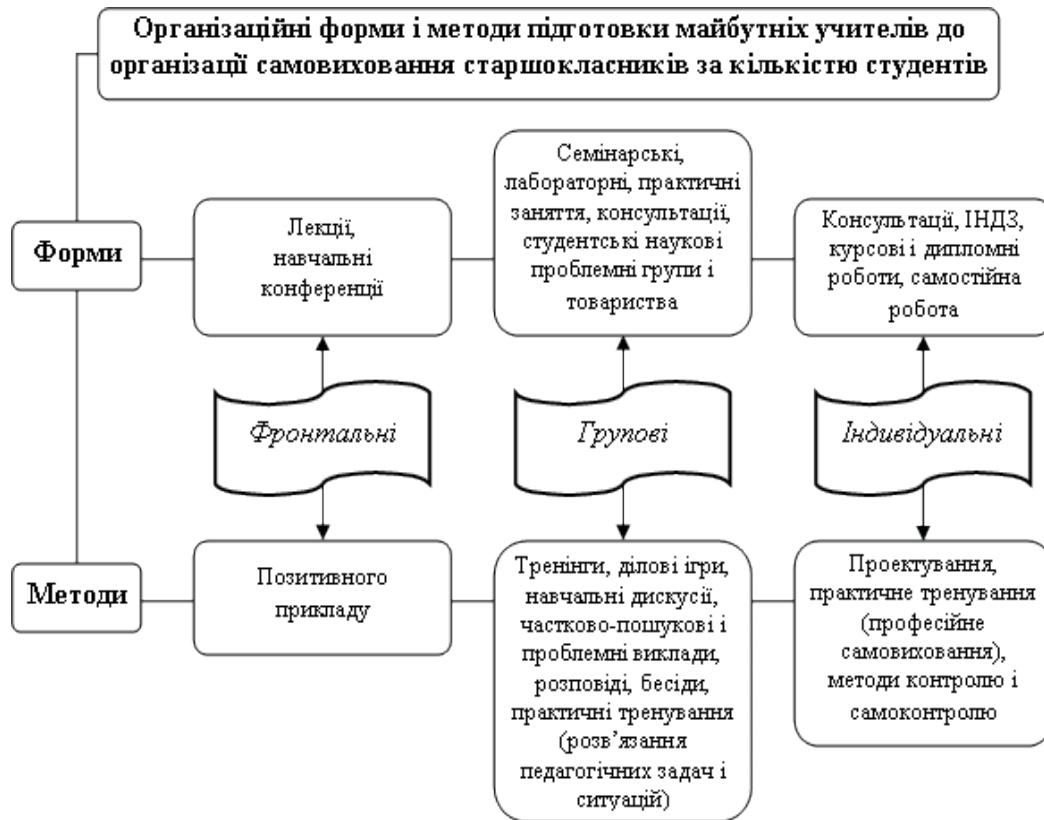 Організаційні форми і методи підготовки майбутніх учителів до
організації самовиховання старшокласників за кількістю студентів
Форми
Лекції,
навчальні
конференції
Семінарські,
лабораторні, практичні
заняття, консультації,
студентські наукові
проблемні групи і
товариства
Консультації, ІНДЗ,
курсові і дипломні
роботи, самостійна
робота
Фронтальні
Групові
Індивідуальні
Методи
Позитивного
прикладу
Тренінги, ділові ігри,
навчальні дискусії,
частково-пошукові і
проблемні виклади,
розповіді, бесіди,
практичні тренування
(розв’язання
педагогічних задач і
ситуацій)
Проектування,
практичне тренування
(професійне
самовиховання),
методи контролю і
самоконтролю